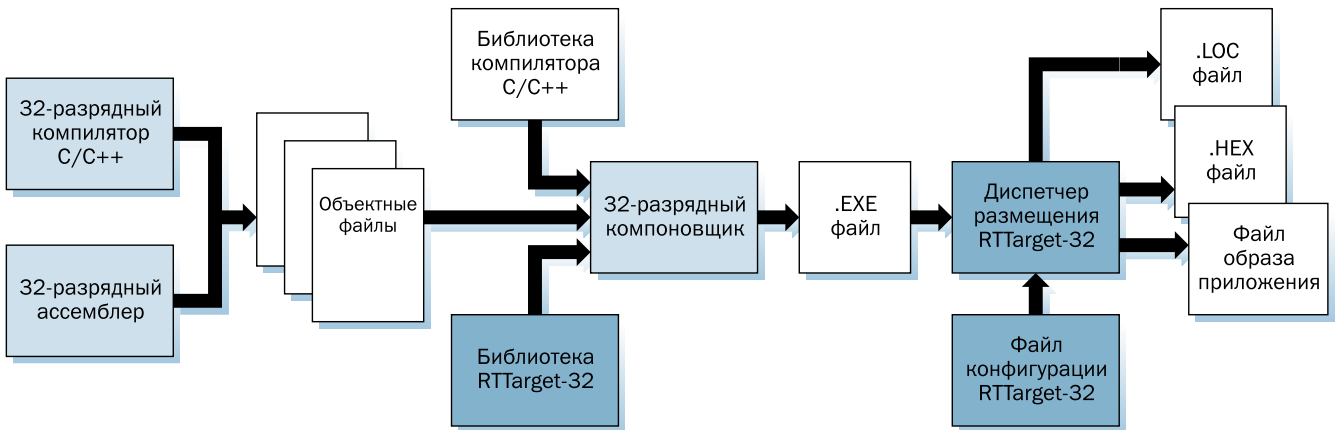 32-разрядный
компилятор
C/C++
32-разрядный
ассемблер
Объектные
файлы
Библиотека
компилятора
C/C++
Библиотека
RTTarget-32
32-разрядный
компоновщик
.EXE
файл
Диспетчер
размещения
RTTarget-32
Файл
конфигурации
RTTarget-32
.LOC
файл
.HEX
файл
Файл
образа
приложения